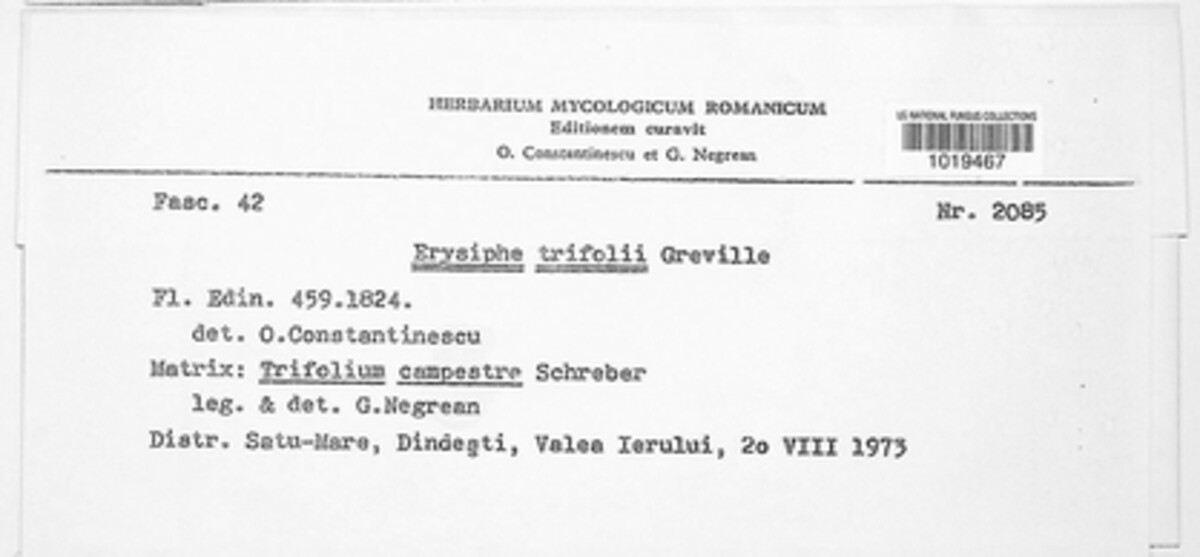 HERBARIUM MYCOLOGICUM ROMANICUM
Editionem curavit
O. Constantinescu et G. Negrean
US NATIONAL FUNGUS COLLECTIONS
1019467
Fasc. 42
Nr. 2085
Erysiphe trifolii Greville
Fl. Edin. 459.1824.
det. O.Constantinescu
Matrix: Trifolium campestre Schreber
leg. & det. G.Negrean
Distr. Satu-Mare, Dindeşti, Valea Ierului, 2o VIII 1973